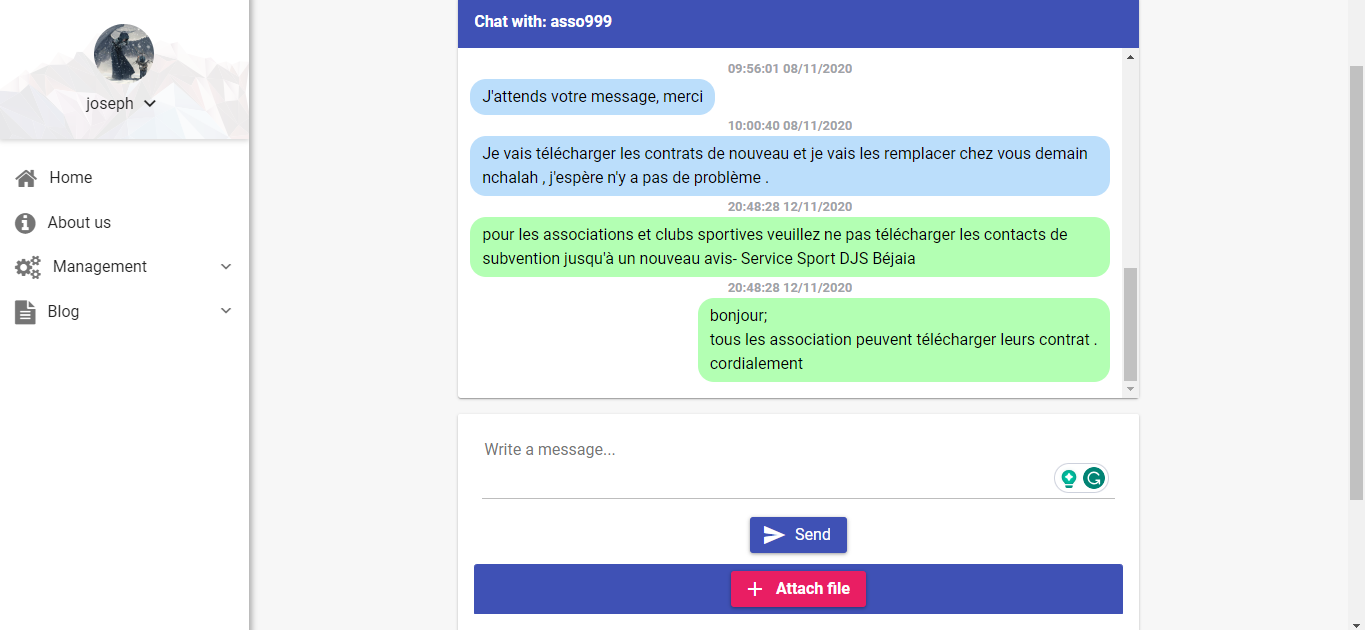 joseph
Home
About us
Management
Blog
Chat with: asso999
09:56:01 08/11/2020
J'attends votre message, merci
10:00:40 08/11/2020
Je vais télécharger les contrats de nouveau et je vais les remplacer chez vous demain
nchalah , j'espère n'y a pas de problème .
20:48:28 12/11/2020
pour les associations et clubs sportives veuillez ne pas télécharger les contacts de
subvention jusqu'à un nouveau avis- Service Sport DJS Béjaia
20:48:28 12/11/2020
bonjour;
tous les association peuvent télécharger leurs contrat .
cordialement
Write a message...
Send
Attach file